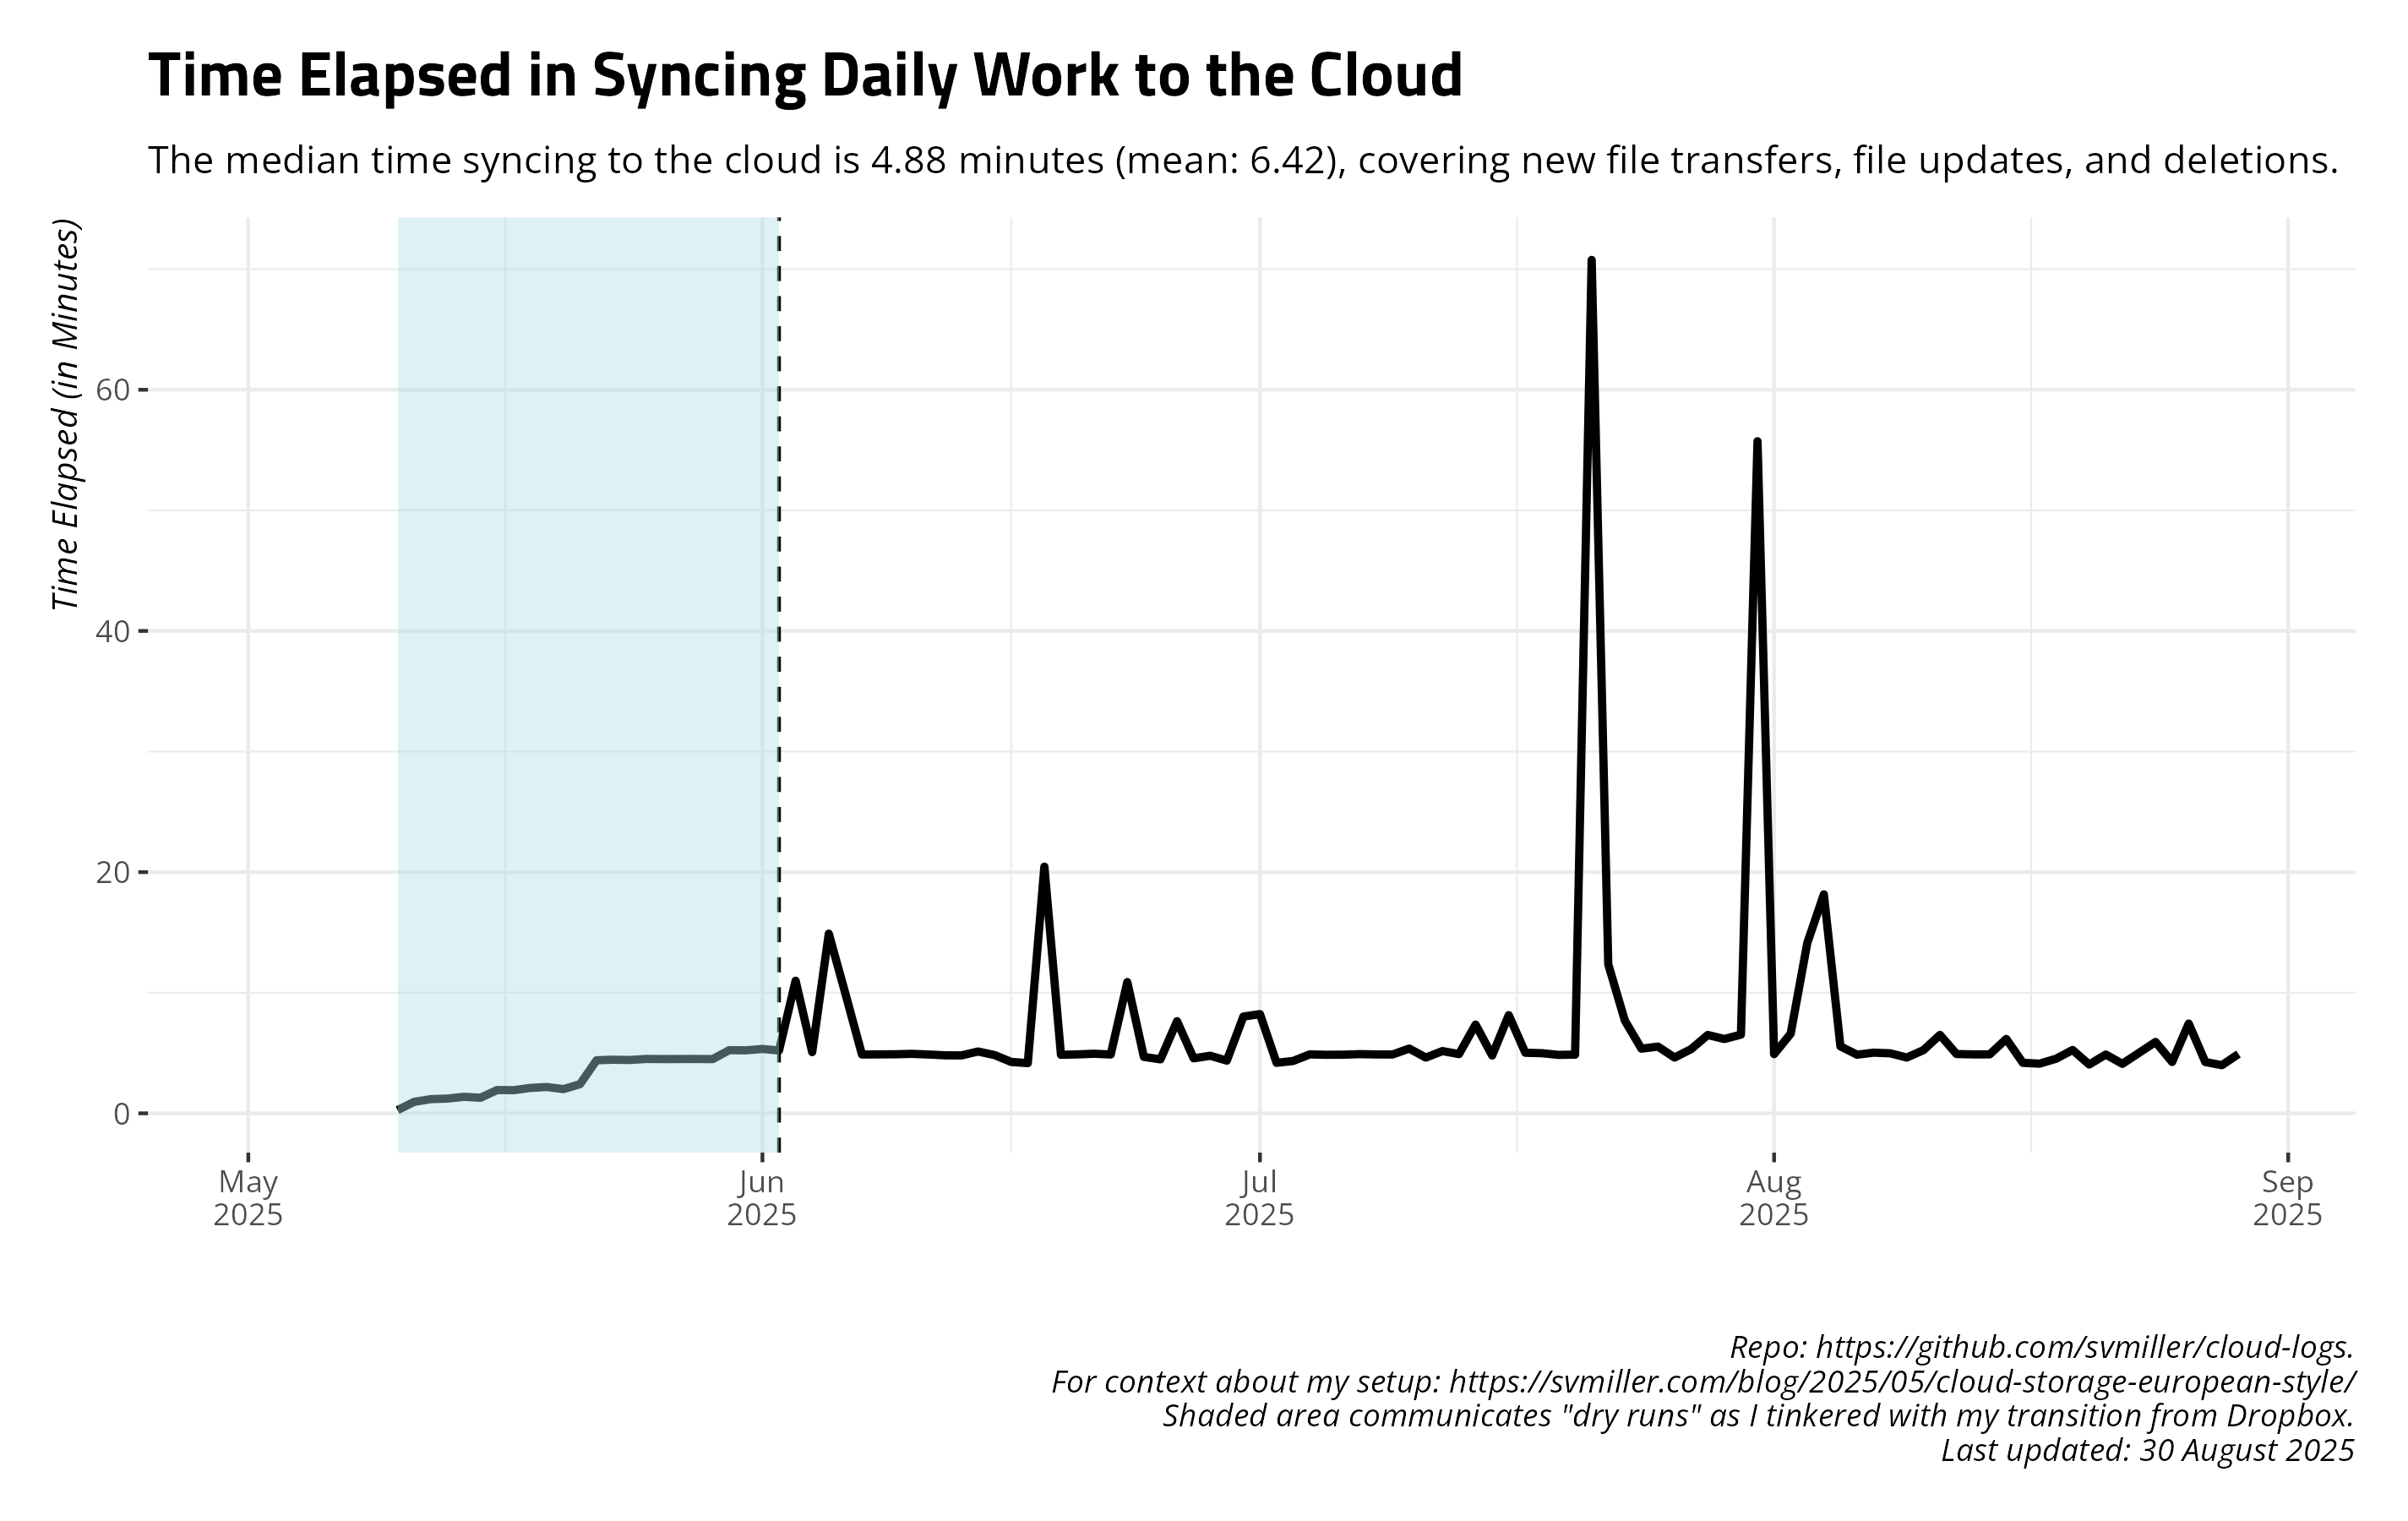 Time Elapsed in Syncing Daily Work to the Cloud
The median time syncing to the cloud is 4.88 minutes (mean: 6.42), covering new file transfers, file updates, and deletions.
Time Elapsed (in Minutes)
60
40
20
0
May
2025
Jun
2025
Jul
2025
Aug
2025
Sep
2025
Repo: https://github.com/svmiller/cloud-logs.
For context about my setup: https://svmiller.com/blog/2025/05/cloud-storage-european-style/
Shaded area communicates "dry runs" as I tinkered with my transition from Dropbox.
Last updated: 30 August 2025